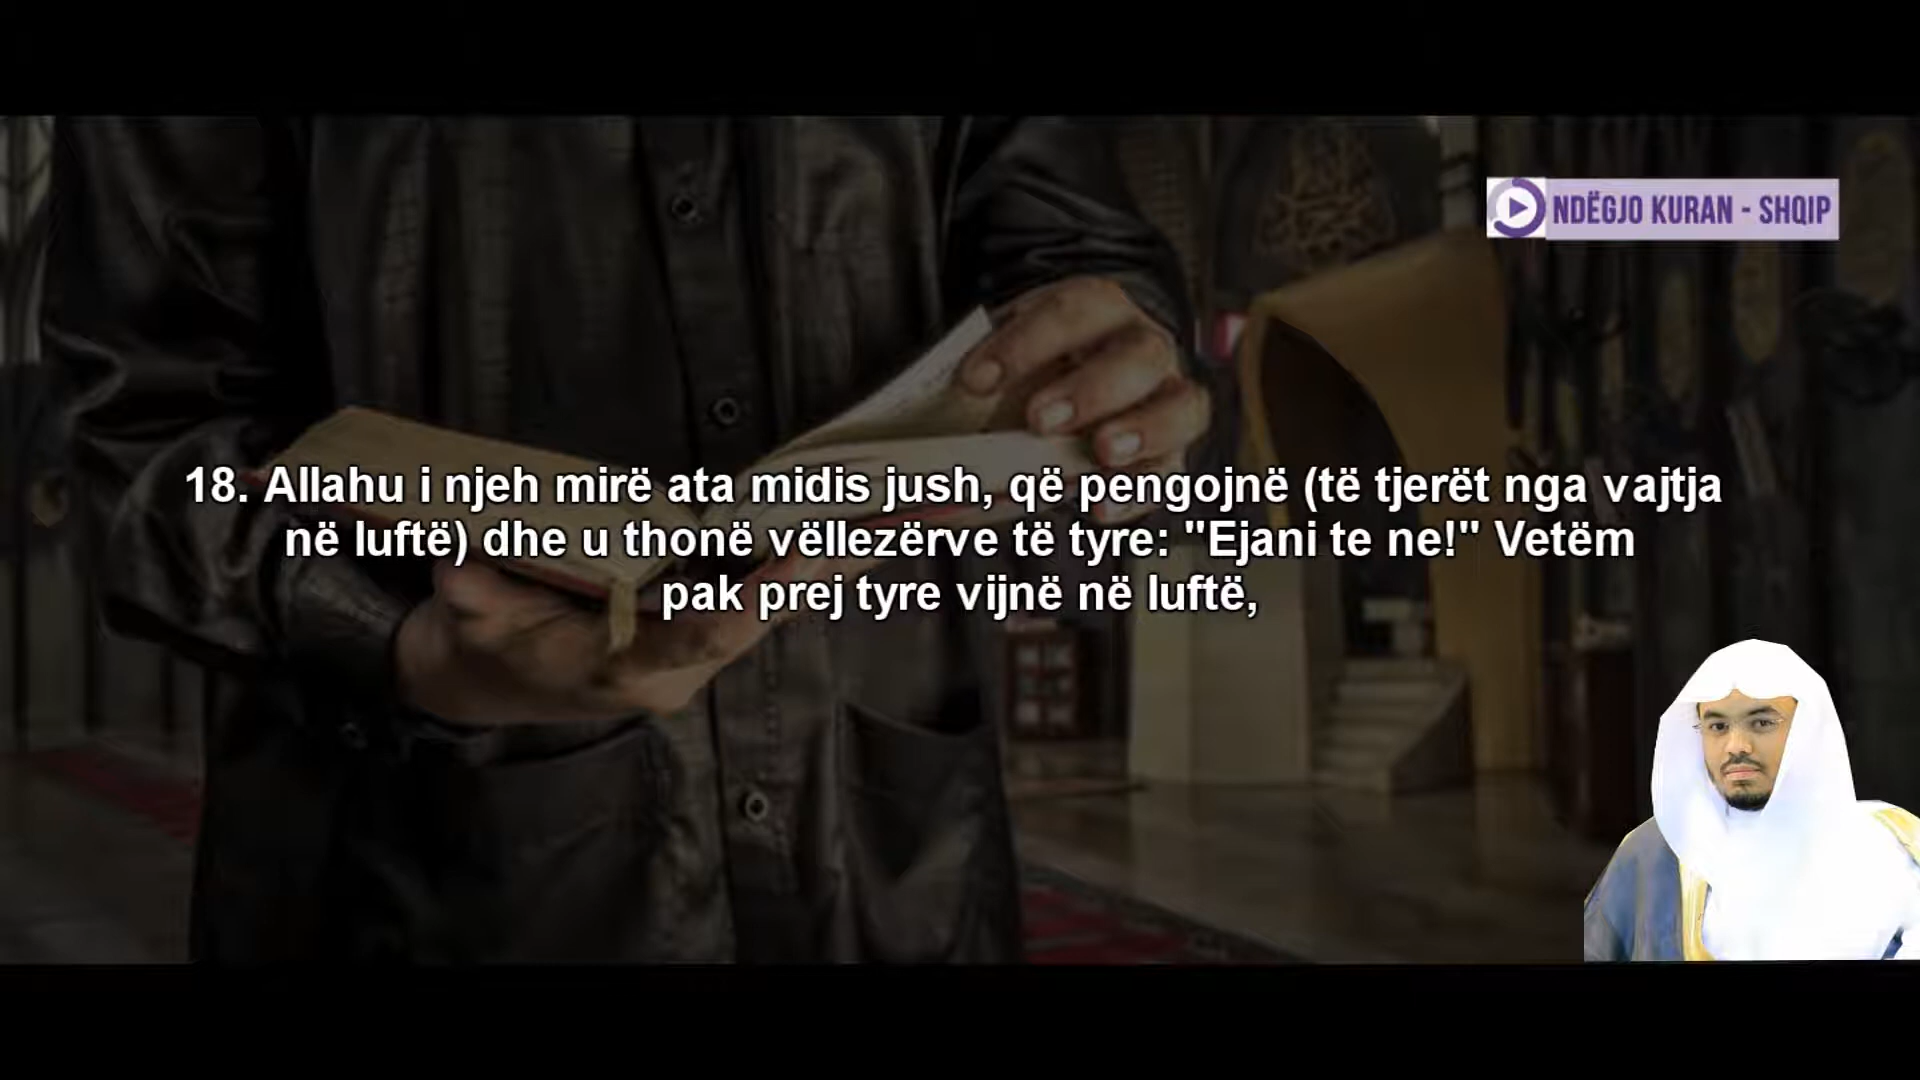 NDËGJO KURAN - SHQIP
18. Allahu i njeh mirë ata midis jush, që pengojnë (të tjerët nga vajtja
në luftë) dhe u thonë vëllezërve të tyre: "Ejani te ne!" Vetëm
pak prej tyre vijnë në luftë,